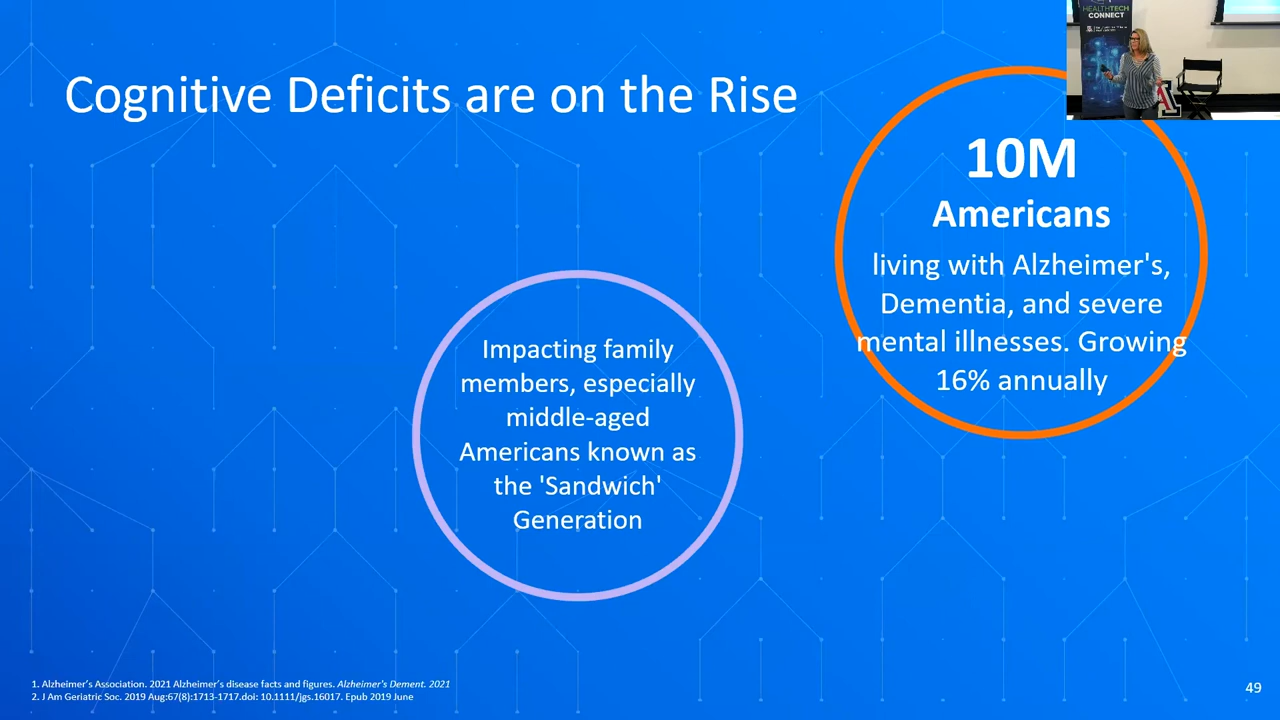 HEALTHTECH
CONNECT
Cognitive Deficits are on the Rise
10M
Americans
living with Alzheimer's,
Dementia, and severe
mental illnesses. Growing
16% annually
Impacting family
members, especially
middle-aged
Americans known as
the 'Sandwich'
Generation
1. Alzheimer's Association. 2021 Alzheimer's disease facts and figures. Alzheimer's Dement. 2021
2. J Am Geriatric Soc. 2019 Aug:67(8):1713-1717.doi: 10.1111/jgs.16017. Epub 2019 June
49